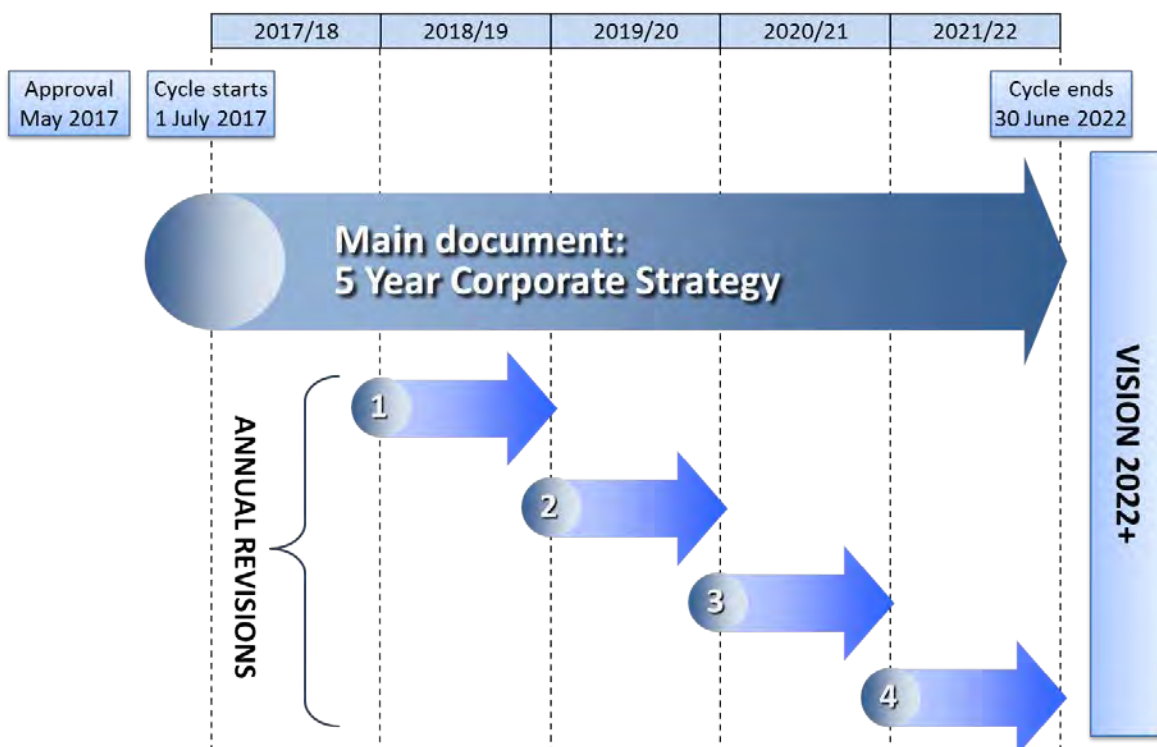 2017/18 2018/19 2019/20 2020/21 2021/22
Approval
May 2017
Cycle starts
1 July 2017
Cycle ends
30 June 2022
Main document:
5 Year Corporate Strategy
ANNUAL REVISIONS
1
2
3
4
VISION 2022+